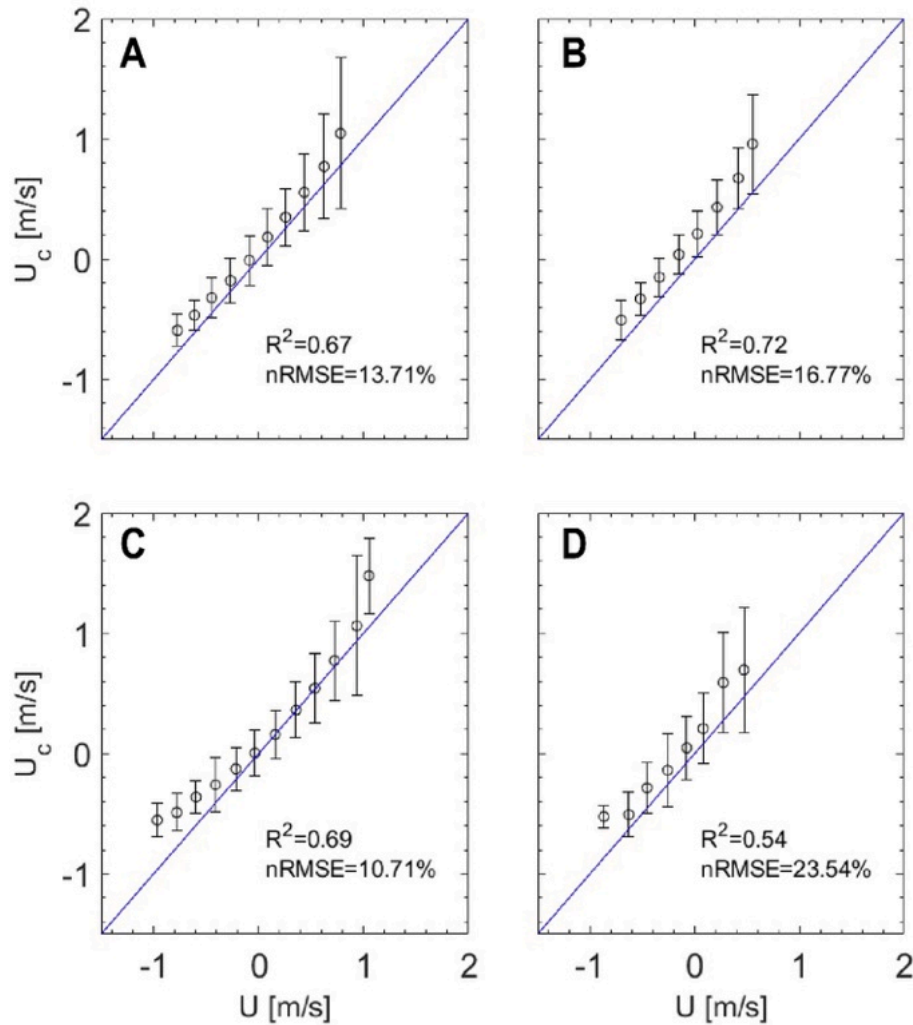 A
B
2
1
0
-1
U_c [m/s]
R²=0.67
nRMSE=13.71%
R²=0.72
nRMSE=16.77%
C
D
2
1
0
-1
U_c [m/s]
R²=0.69
nRMSE=10.71%
R²=0.54
nRMSE=23.54%
-1 0 1 2
-1 0 1 2
U [m/s]
U [m/s]